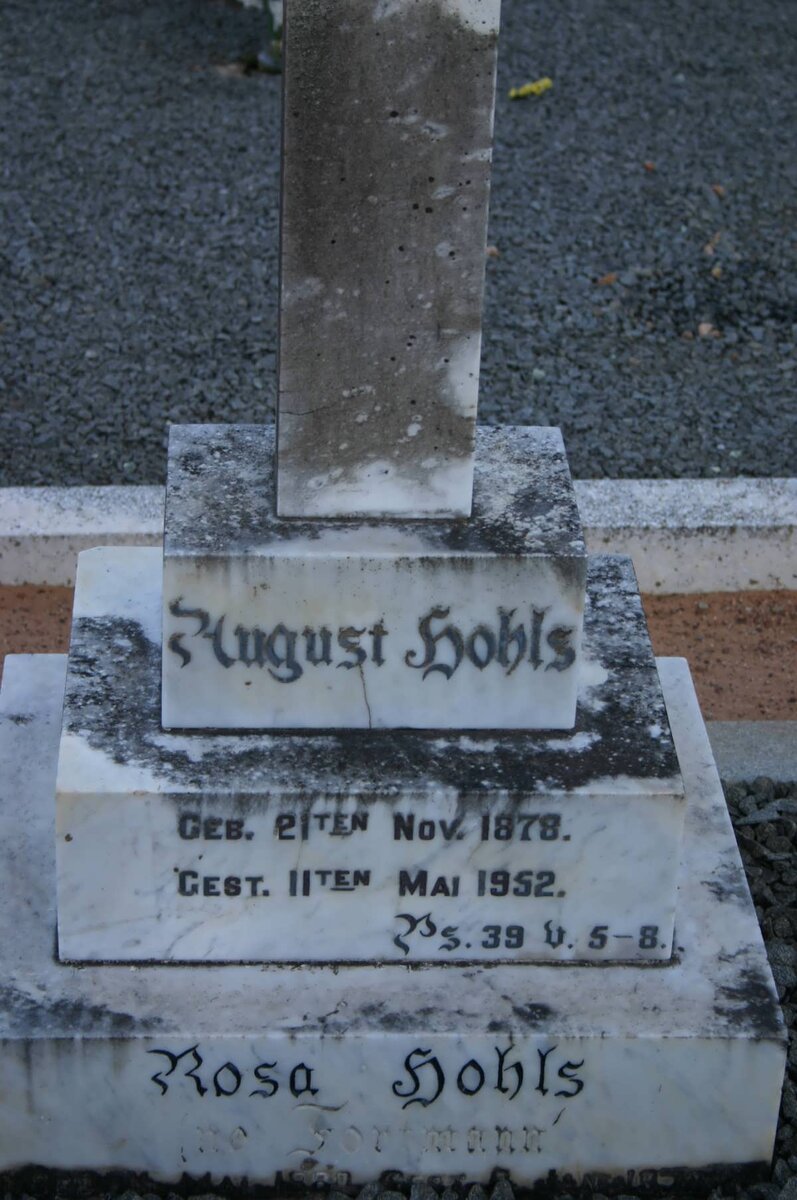 August Hohls
GEB. 21TEN NOV. 1878.
GEST. 11TEN MAI 1952.
Ps. 39 V. 5-8.
Rosa Hohls